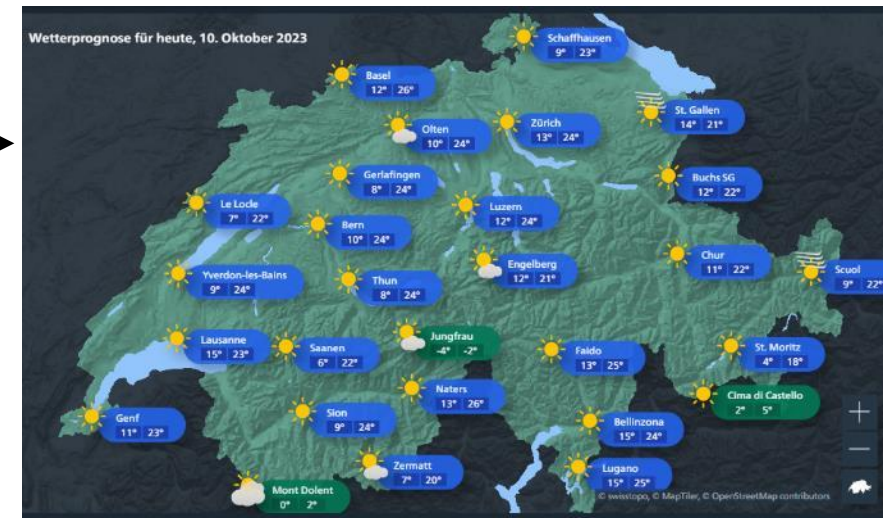 Wetterprognose für heute, 10. Oktober 2023
Schaffhausen
9° 23°
Basel
12° 26°
St. Gallen
14° 21°
Olten
10° 24°
Zürich
13° 24°
Gerlafingen
8° 24°
Buchs SG
12° 22°
Le Locle
7° 22°
Luzern
12° 24°
Bern
10° 24°
Chur
11° 22°
Engelberg
12° 21°
Scuol
9° 22°
Yverdon-les-Bains
9° 24°
Thun
8° 24°
Jungfrau
-4° -2°
Lausanne
15° 23°
Saanen
6° 22°
Faido
13° 25°
St. Moritz
4° 18°
Naters
13° 26°
Cima di Castello
2° 5°
Genf
11° 23°
Sion
9° 24°
Bellinzona
15° 24°
Zermatt
7° 20°
Lugano
15° 25°
Mont Dolent
0° 2°
© swisstopo, © MapTiler, © OpenStreetMap contributors